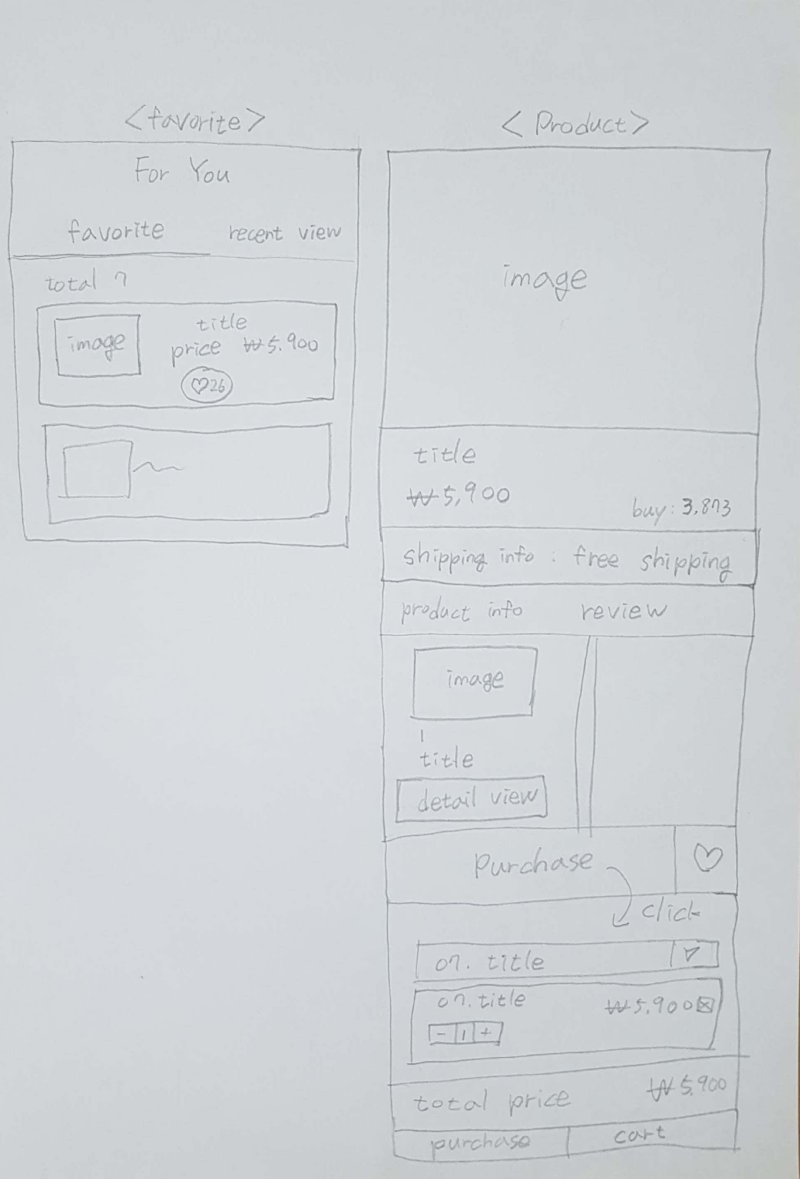 <favorite>
For You
favorite recent view
total 7
image
title
price ₩5.900
♡26
<Product>
image
title
₩5,900
buy: 3,873
shipping info : free shipping
product info review
image
title
detail view
Purchase
click
07. title
07. title
₩5.900
- 1 +
total price ₩5,900
purchase cart